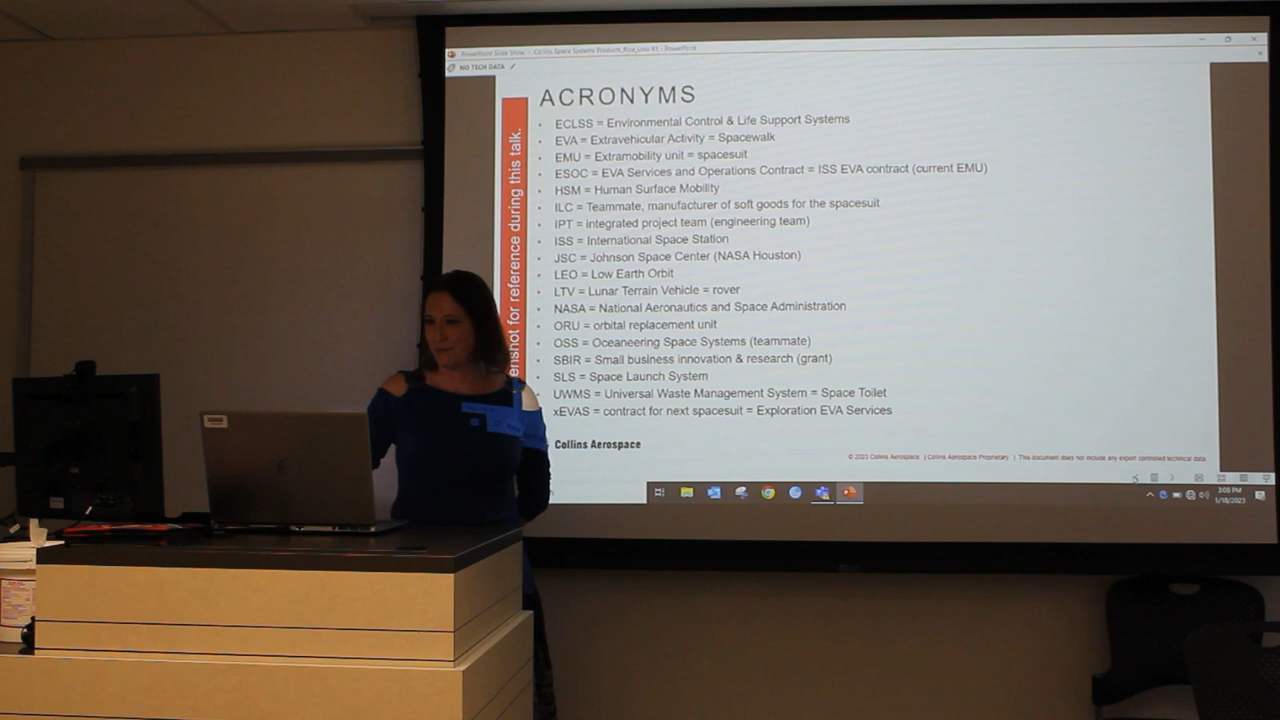 PowerPoint Slide Show - Collins Space Systems Products_Rice_Univ R1 - PowerPoint
NO TECH DATA
ACRONYMS
enshot for reference during this talk.
• ECLSS = Environmental Control & Life Support Systems
• EVA = Extravehicular Activity = Spacewalk
• EMU = Extramobility unit = spacesuit
• ESOC = EVA Services and Operations Contract = ISS EVA contract (current EMU)
• HSM = Human Surface Mobility
• ILC = Teammate, manufacturer of soft goods for the spacesuit
• IPT = integrated project team (engineering team)
• ISS = International Space Station
• JSC = Johnson Space Center (NASA Houston)
• LEO = Low Earth Orbit
• LTV = Lunar Terrain Vehicle = rover
• NASA = National Aeronautics and Space Administration
• ORU = orbital replacement unit
• OSS = Oceaneering Space Systems (teammate)
• SBIR = Small business innovation & research (grant)
• SLS = Space Launch System
• UWMS = Universal Waste Management System = Space Toilet
xEVAS = contract for next spacesuit = Exploration EVA Services
Collins Aerospace
© 2023 Collins Aerospace. | Collins Aerospace Proprietary. | This document does not include any export controlled technical data.
3:08 PM
1/18/2023